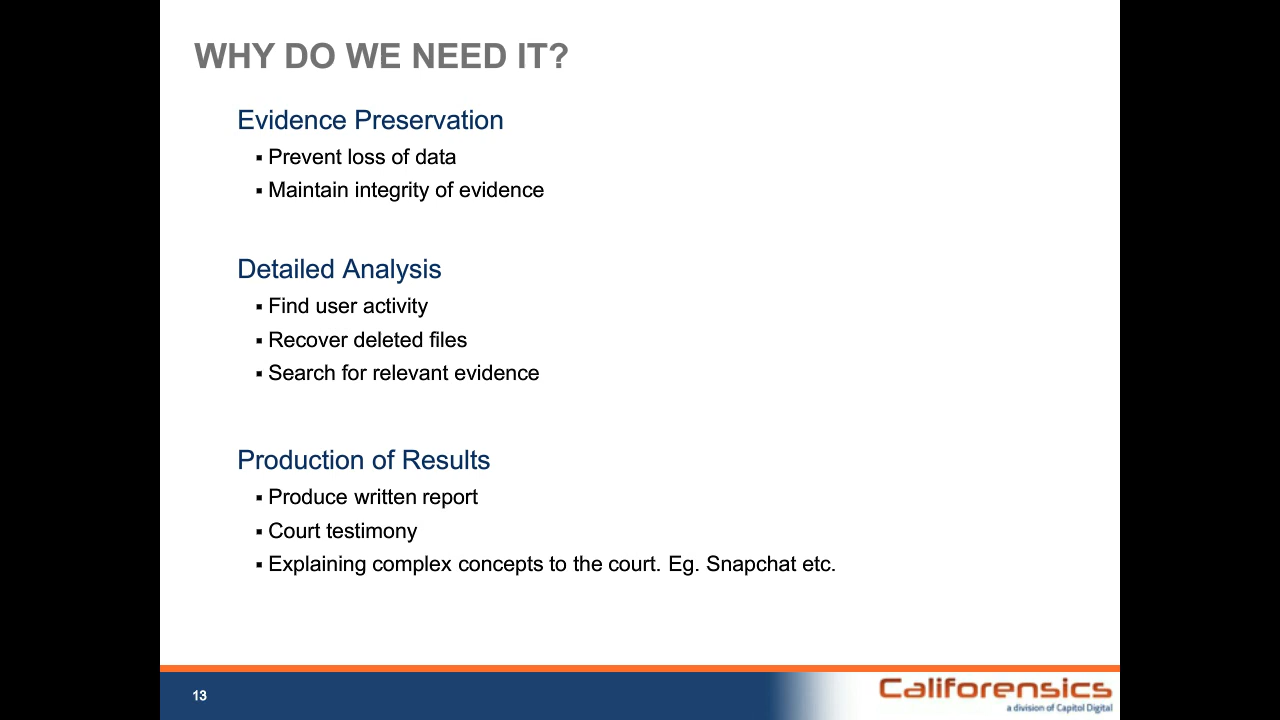 WHY DO WE NEED IT?
Evidence Preservation
▪ Prevent loss of data
▪ Maintain integrity of evidence
Detailed Analysis
▪ Find user activity
▪ Recover deleted files
▪ Search for relevant evidence
Production of Results
▪ Produce written report
▪ Court testimony
▪ Explaining complex concepts to the court. Eg. Snapchat etc.
13
Califorensics
a division of Capitol Digital